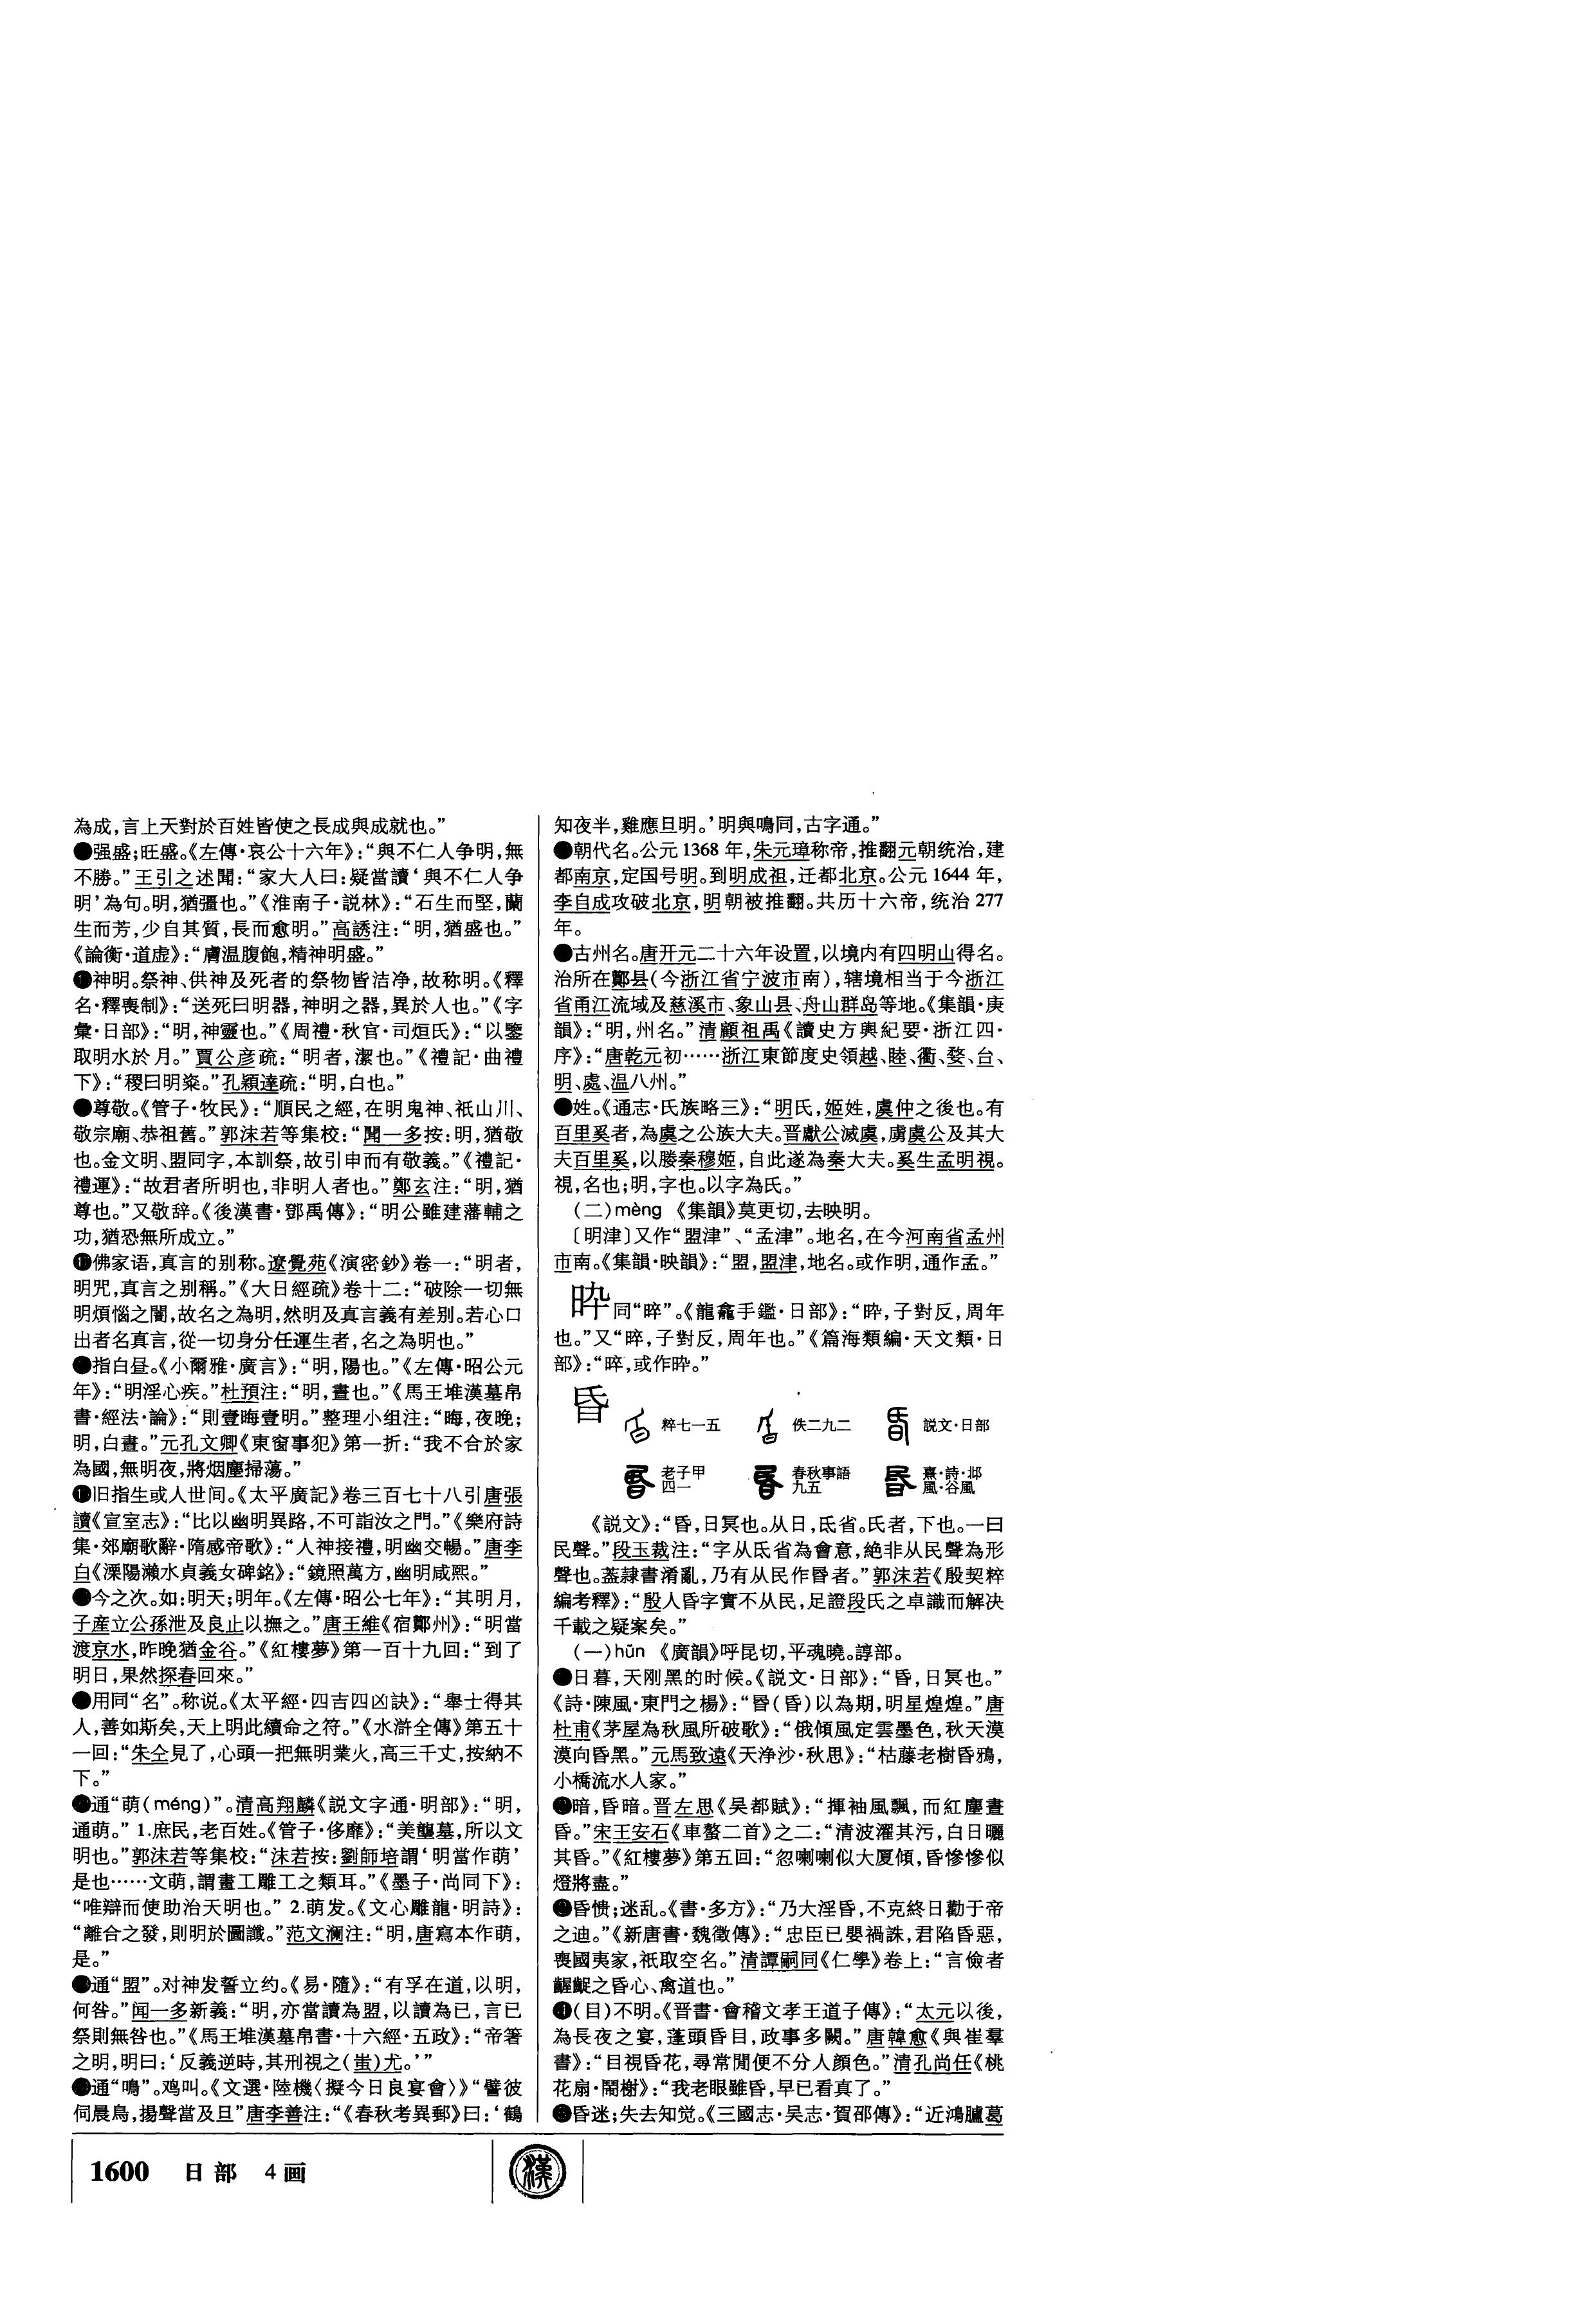 為成，言上天對於百姓皆使之長成與成就也。”
●强盛；旺盛。《左傳·哀公十六年》：“與不仁人争明，無
不勝。”王引之述聞：“家大人曰：疑當讀‘與不仁人争
明’為句。明，猶彊也。”《淮南子·説林》：“石生而堅，蘭
生而芳，少自其質，長而愈明。”高誘注：“明，猶盛也。”
《論衡·道虚》：“膚温腹飽，精神明盛。”
●神明。祭神、供神及死者的祭物皆洁净，故称明。《釋
名·釋喪制》：“送死曰明器，神明之器，異於人也。”《字
彙·日部》：“明，神靈也。”《周禮·秋官·司烜氏》：“以鑒
取明水於月。”賈公彦疏：“明者，潔也。”《禮記·曲禮
下》：“稷曰明粢。”孔穎達疏：“明，白也。”
●尊敬。《管子·牧民》：“順民之經，在明鬼神、祇山川、
敬宗廟、恭祖舊。”郭沫若等集校：“聞一多按：明，猶敬
也。金文明、盟同字，本訓祭，故引申而有敬義。”《禮記·
禮運》：“故君者所明也，非明人者也。”鄭玄注：“明，猶
尊也。”又敬辞。《後漢書·鄧禹傳》：“明公雖建藩輔之
功，猶恐無所成立。”
●佛家语，真言的别称。遼覺苑《演密鈔》卷一：“明者，
明咒，真言之别稱。”《大日經疏》卷十二：“破除一切無
明煩惱之闇，故名之為明，然明及真言義有差别。若心口
出者名真言，從一切身分任運生者，名之為明也。”
●指白昼。《小爾雅·廣言》：“明，陽也。”《左傳·昭公元
年》：“明淫心疾。”杜預注：“明，晝也。”《馬王堆漢墓帛
書·經法·論》：“則壹晦壹明。”整理小组注：“晦，夜晚；
明，白晝。”元孔文卿《東窗事犯》第一折：“我不合於家
為國，無明夜，將烟塵掃蕩。”
●旧指生或人世间。《太平廣記》卷三百七十八引唐張
讀《宣室志》：“比以幽明異路，不可詣汝之門。”《樂府詩
集·郊廟歌辭·隋感帝歌》：“人神接禮，明幽交暢。”唐李
白《溧陽瀨水貞義女碑銘》：“鏡照萬方，幽明咸熙。”
●今之次。如：明天；明年。《左傳·昭公七年》：“其明月，
子産立公孫泄及良止以撫之。”唐王維《宿鄭州》：“明當
渡京水，昨晚猶金谷。”《紅樓夢》第一百十九回：“到了
明日，果然探春回來。”
●用同“名”。称说。《太平經·四吉四凶訣》：“舉士得其
人，善如斯矣，天上明此續命之符。”《水滸全傳》第五十
一回：“朱仝見了，心頭一把無明業火，高三千丈，按納不
下。”
●通“萌（méng）”。清高翔麟《説文字通·明部》：“明，
通萌。” 1.庶民，老百姓。《管子·侈靡》：“美壟墓，所以文
明也。”郭沫若等集校：“沫若按：劉師培謂‘明當作萌’
是也……文萌，謂畫工雕工之類耳。”《墨子·尚同下》：
“唯辯而使助治天明也。” 2.萌发。《文心雕龍·明詩》：
“離合之發，則明於圖讖。”范文瀾注：“明，唐寫本作萌，
是。”
●通“盟”。对神发誓立约。《易·隨》：“有孚在道，以明，
何咎。”闻一多新義：“明，亦當讀為盟，以讀為已，言已
祭則無咎也。”《馬王堆漢墓帛書·十六經·五政》：“帝箸
之明，明曰：‘反義逆時，其刑視之（蚩）尤。’”
●通“鳴”。鸡叫。《文選·陸機〈擬今日良宴會〉》“譬彼
伺晨鳥，揚聲當及旦”唐李善注：“《春秋考異郵》曰：‘鶴
知夜半，雞應旦明。’明與鳴同，古字通。”
●朝代名。公元1368年，朱元璋称帝，推翻元朝统治，建
都南京，定国号明。到明成祖，迁都北京。公元1644年，
李自成攻破北京，明朝被推翻。共历十六帝，统治277
年。
●古州名。唐开元二十六年设置，以境内有四明山得名。
治所在鄮县（今浙江省宁波市南），辖境相当于今浙江
省甬江流域及慈溪市、象山县、舟山群岛等地。《集韻·庚
韻》：“明，州名。”清顧祖禹《讀史方輿紀要·浙江四·
序》：“唐乾元初……浙江東節度史領越、睦、衢、婺、台、
明、處、温八州。”
●姓。《通志·氏族略三》：“明氏，姬姓，虞仲之後也。有
百里奚者，為虞之公族大夫。晋獻公滅虞，虜虞公及其大
夫百里奚，以媵秦穆姬，自此遂為秦大夫。奚生孟明視。
視，名也；明，字也。以字為氏。”
（二）mèng 《集韻》莫更切，去映明。
〔明津〕又作“盟津”、“孟津”。地名，在今河南省孟州
市南。《集韻·映韻》：“盟，盟津，地名。或作明，通作孟。”
㫸同“晬”。《龍龕手鑑·日部》：“㫸，子對反，周年
也。”又“晬，子對反，周年也。”《篇海類編·天文類·日
部》：“晬，或作㫸。”
昏
粹七一五 佚二九二 説文·日部
老子甲四一 春秋事語九五 熹·詩·邶風·谷風
《説文》：“昏，日冥也。从日，氐省。氐者，下也。一曰
民聲。”段玉裁注：“字从氐省為會意，絶非从民聲為形
聲也。葢隸書淆亂，乃有从民作昬者。”郭沫若《殷契粹
編考釋》：“殷人昏字實不从民，足證段氏之卓識而解决
千載之疑案矣。”
（一）hūn 《廣韻》呼昆切，平魂曉。諄部。
●日暮，天刚黑的时候。《説文·日部》：“昏，日冥也。”
《詩·陳風·東門之楊》：“昬（昏）以為期，明星煌煌。”唐
杜甫《茅屋為秋風所破歌》：“俄傾風定雲墨色，秋天漠
漠向昏黑。”元馬致遠《天净沙·秋思》：“枯藤老樹昏鴉，
小橋流水人家。”
●暗，昏暗。晋左思《吴都賦》：“揮袖風飄，而紅塵晝
昏。”宋王安石《車螯二首》之二：“清波濯其污，白日曬
其昏。”《紅樓夢》第五回：“忽喇喇似大厦傾，昏惨惨似
燈將盡。”
●昏愦；迷乱。《書·多方》：“乃大淫昏，不克終日勸于帝
之迪。”《新唐書·魏徵傳》：“忠臣已嬰禍誅，君陷昏惡，
喪國夷家，祇取空名。”清譚嗣同《仁學》卷上：“言儉者
齷齪之昏心、禽道也。”
●（目）不明。《晋書·會稽文孝王道子傳》：“太元以後，
為長夜之宴，蓬頭昏目，政事多闕。”唐韓愈《與崔羣
書》：“目視昏花，尋常間便不分人顔色。”清孔尚任《桃
花扇·鬧榭》：“我老眼雖昏，早已看真了。”
●昏迷；失去知觉。《三國志·吴志·賀邵傳》：“近鴻臚葛
1600 日部 4画
漢